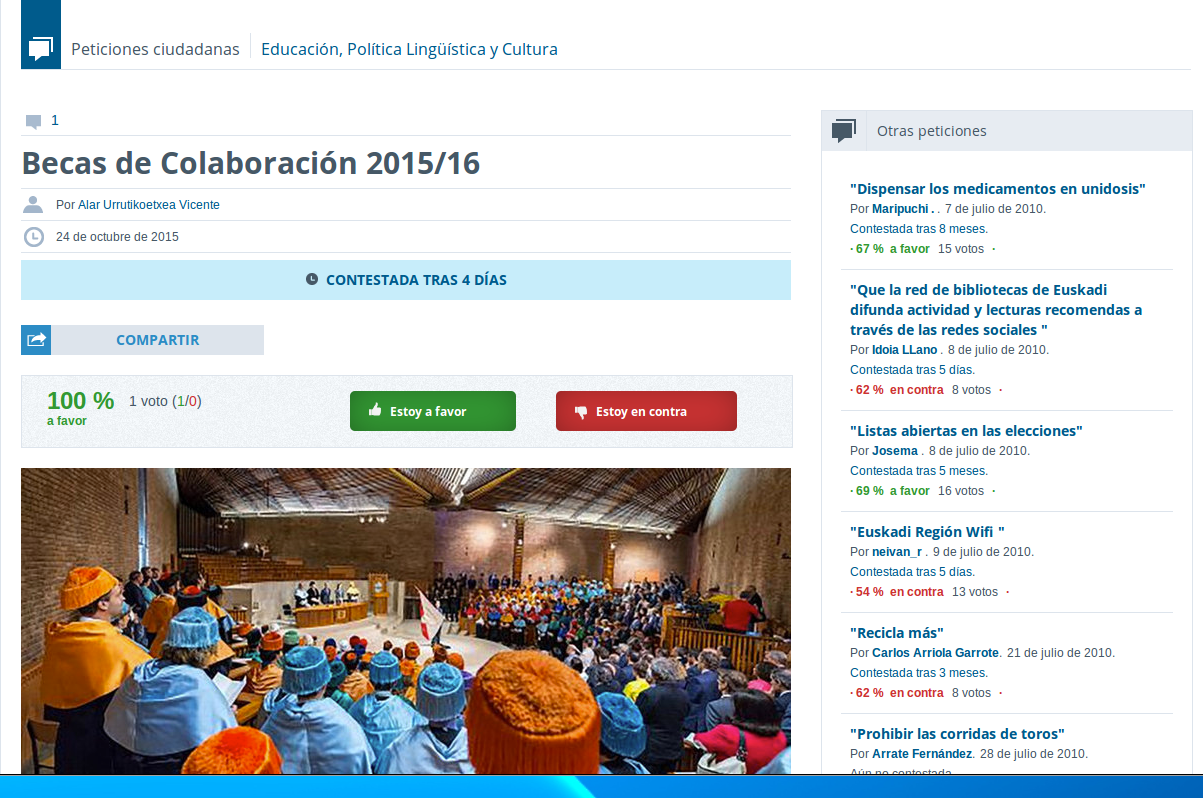 Peticiones ciudadanas
Educación, Política Lingüística y Cultura
1
Becas de Colaboración 2015/16
Por Alar Urrutikoetxea Vicente
24 de octubre de 2015
CONTESTADA TRAS 4 DÍAS
COMPARTIR
100 % 1 voto (1/0)
a favor
Estoy a favor
Estoy en contra
Otras peticiones
"Dispensar los medicamentos en unidosis"
Por Maripuchi . . 7 de julio de 2010.
Contestada tras 8 meses.
· 67 % a favor 15 votos ·
"Que la red de bibliotecas de Euskadi
difunda actividad y lecturas recomendas a
través de las redes sociales "
Por Idoia LLano . 8 de julio de 2010.
Contestada tras 5 días.
· 62 % en contra 8 votos ·
"Listas abiertas en las elecciones"
Por Josema . 8 de julio de 2010.
Contestada tras 5 meses.
· 69 % a favor 16 votos ·
"Euskadi Región Wifi "
Por neivan_r . 9 de julio de 2010.
Contestada tras 5 días.
· 54 % en contra 13 votos ·
"Recicla más"
Por Carlos Arriola Garrote. 21 de julio de 2010.
Contestada tras 3 meses.
· 62 % en contra 8 votos ·
"Prohibir las corridas de toros"
Por Arrate Fernández. 28 de julio de 2010.
Aún no contestada